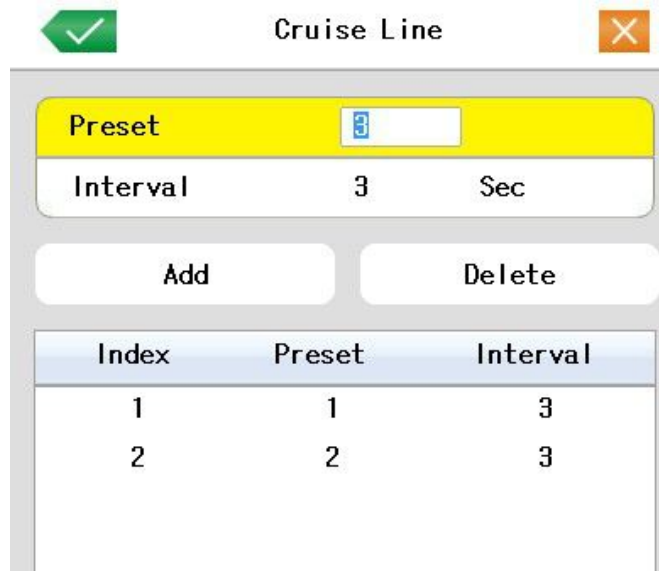 Cruise Line
Preset 3
Interval 3 Sec
Add Delete
Index Preset Interval
1 1 3
2 2 3